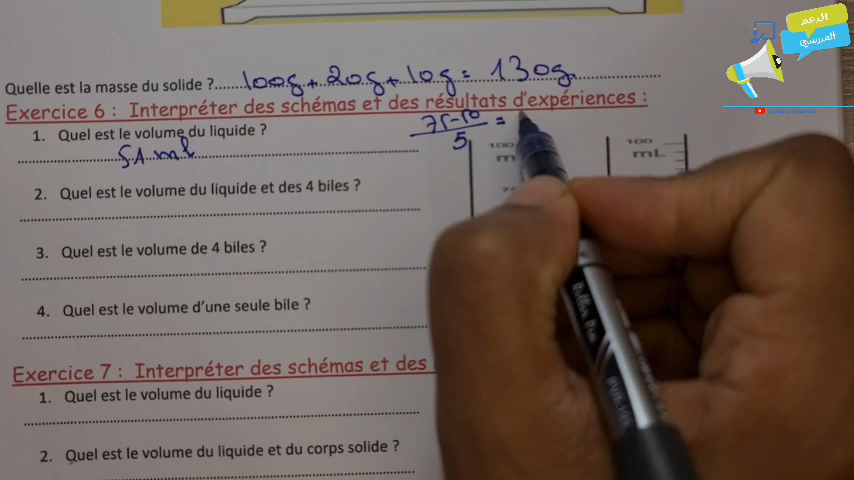 الدعم
المدرسي
Quelle est la masse du solide ?......100g + 20g + 10g = 130g
Exercice 6 : Interpréter des schémas et des résultats d'expériences :
1. Quel est le volume du liquide ?
51 ml
75-50
5
=
100
100
mL
2. Quel est le volume du liquide et des 4 biles ?
3. Quel est le volume de 4 biles ?
4. Quel est le volume d'une seule bile ?
Exercice 7 : Interpréter des schémas et des
1. Quel est le volume du liquide ?
2. Quel est le volume du liquide et du corps solide ?